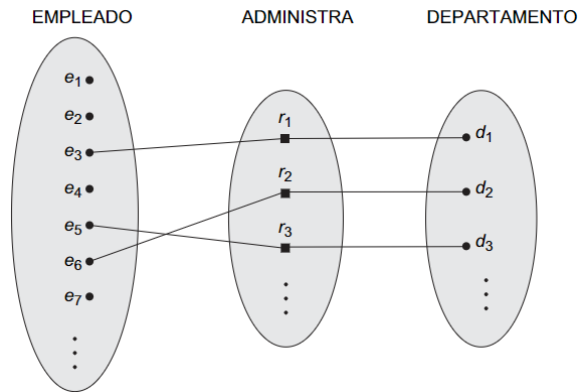 EMPLEADO ADMINISTRA DEPARTAMENTO
e1
e2
e3
e4
e5
e6
e7
r1
r2
r3
d1
d2
d3